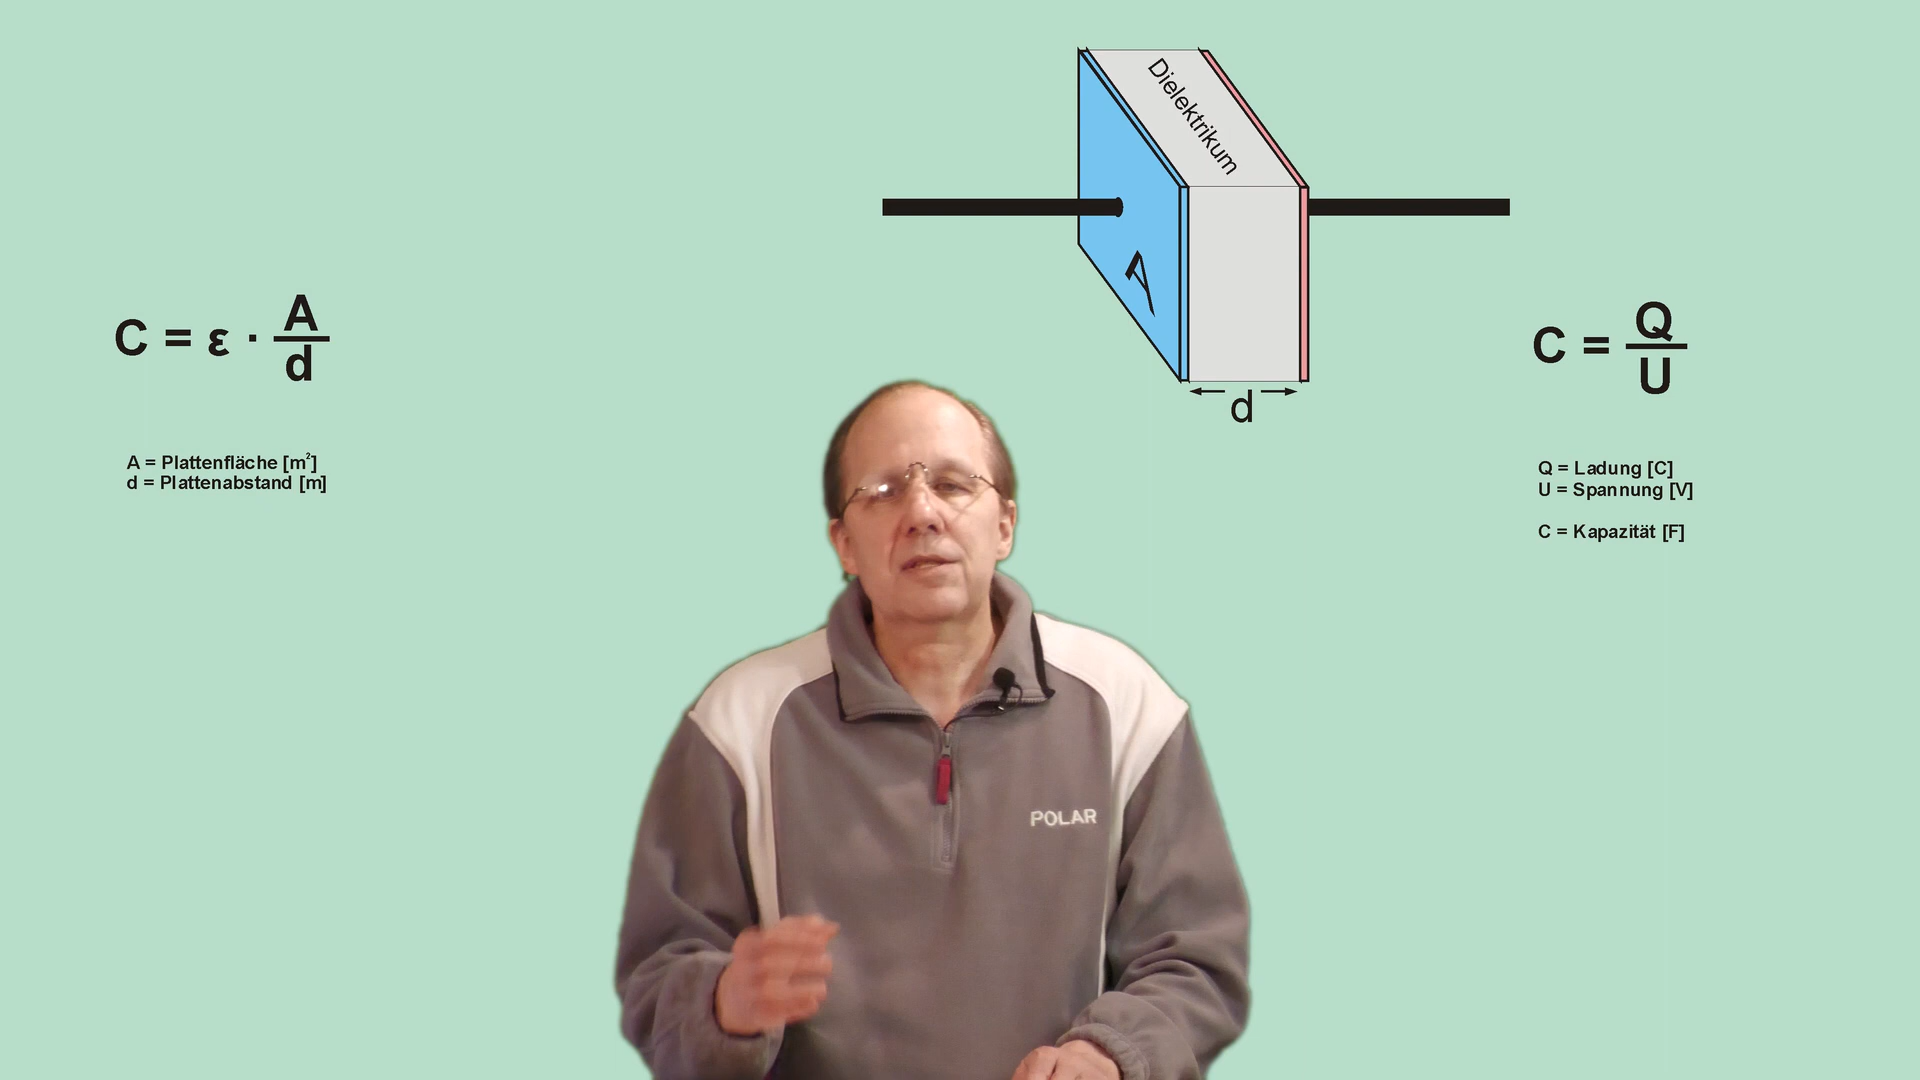 Dielektrikum
A
d
C = ε · A/d
A = Plattenfläche [m²]
d = Plattenabstand [m]
C = Q/U
Q = Ladung [C]
U = Spannung [V]
C = Kapazität [F]
POLAR